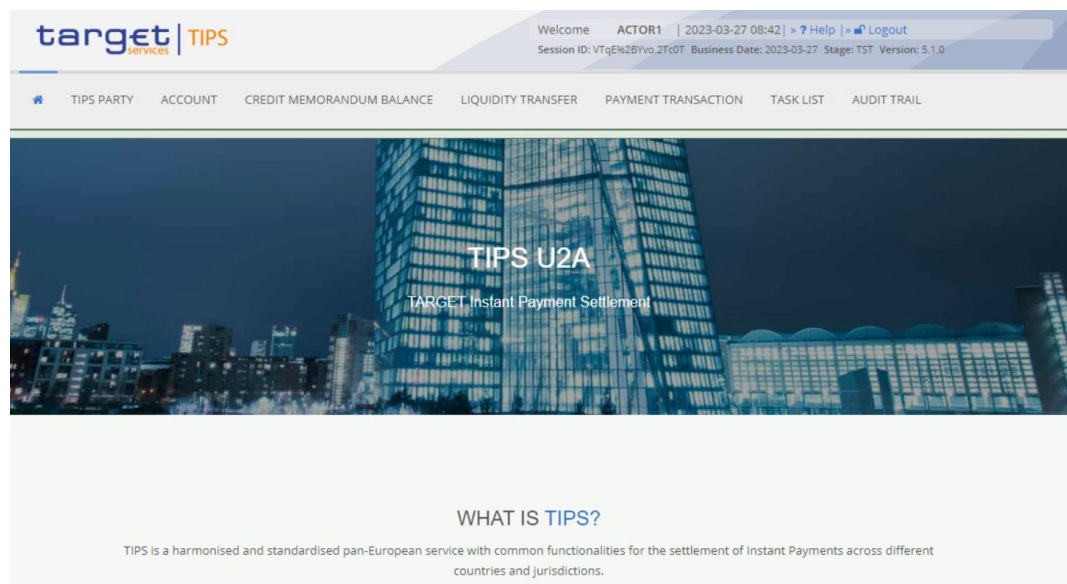 target services | TIPS
Welcome ACTOR1 | 2023-03-27 08:42 | » ? Help | » Logout
Session ID: VTqE%2BYvo.2Tc0T Business Date: 2023-03-27 Stage: TST Version: 5.1.0
TIPS PARTY ACCOUNT CREDIT MEMORANDUM BALANCE LIQUIDITY TRANSFER PAYMENT TRANSACTION TASK LIST AUDIT TRAIL
TIPS U2A
TARGET Instant Payment Settlement
WHAT IS TIPS?
TIPS is a harmonised and standardised pan-European service with common functionalities for the settlement of Instant Payments across different
countries and jurisdictions.